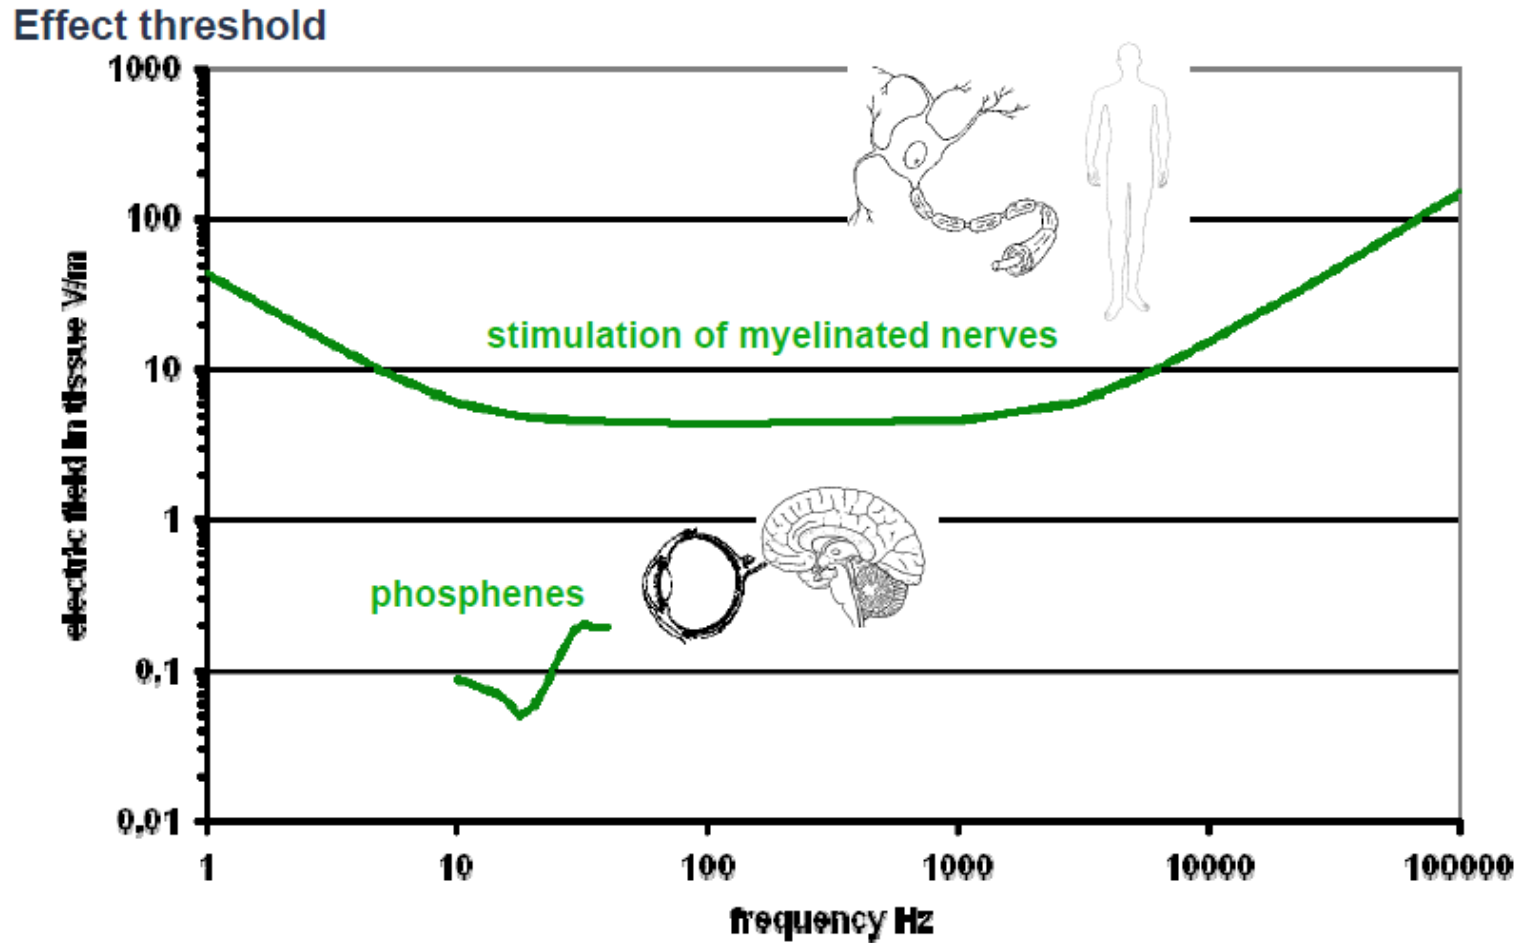 Effect threshold
1000
100
10
1
0,1
0,01
electric field in tissue V/m
stimulation of myelinated nerves
phosphenes
1 10 100 1000 10000 100000
frequency Hz